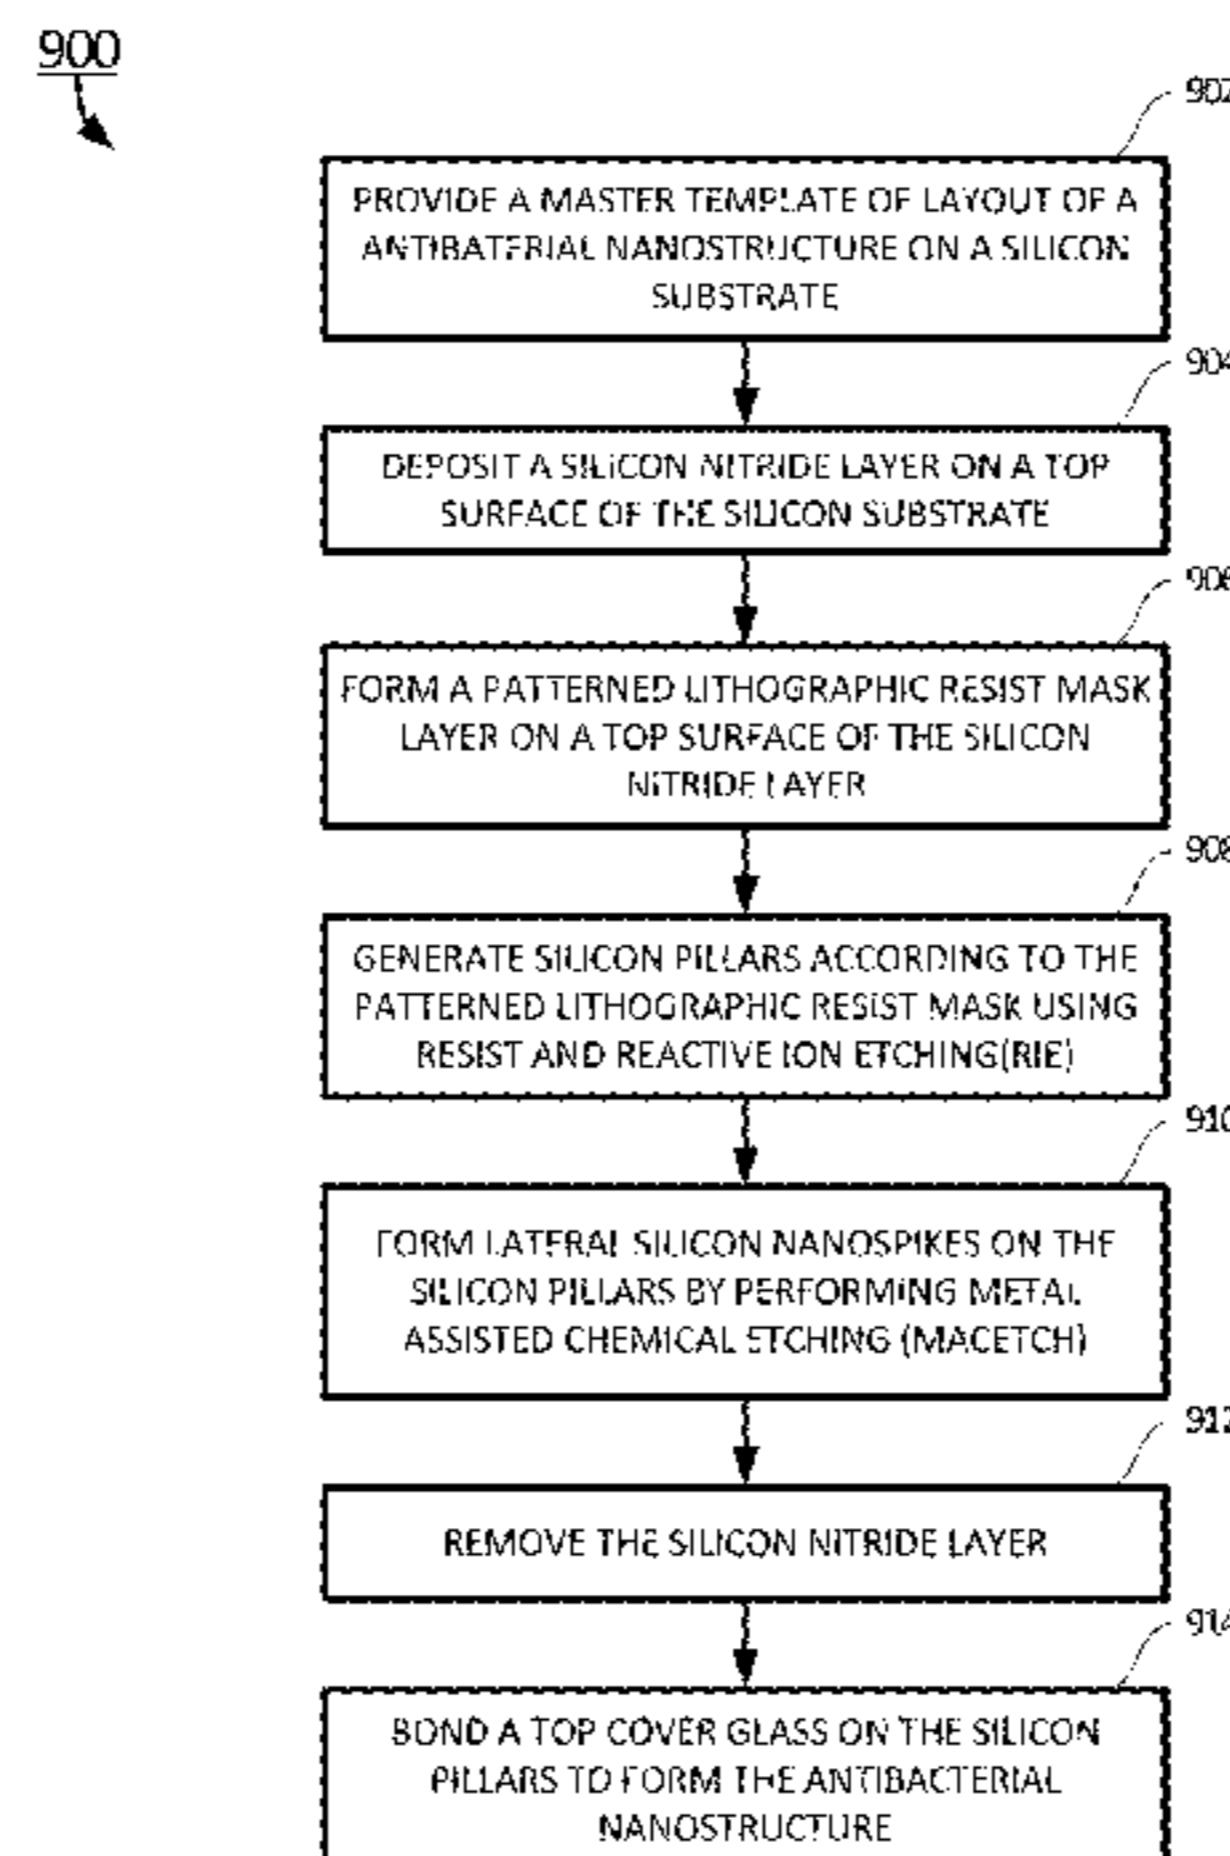 900
902
PROVIDE A MASTER TEMPLATE OF LAYOUT OF A
ANTIBATERIAL NANOSTRUCTURE ON A SILICON
SUBSTRATE
904
DEPOSIT A SILICON NITRIDE LAYER ON A TOP
SURFACE OF THE SILICON SUBSTRATE
906
FORM A PATTERNED LITHOGRAPHIC RESIST MASK
LAYER ON A TOP SURFACE OF THE SILICON
NITRIDE LAYER
908
GENERATE SILICON PILLARS ACCORDING TO THE
PATTERNED LITHOGRAPHIC RESIST MASK USING
RESIST AND REACTIVE ION ETCHING(RIE)
910
FORM LATERAL SILICON NANOSPIKES ON THE
SILICON PILLARS BY PERFORMING METAL
ASSISTED CHEMICAL ETCHING (MACETCH)
912
REMOVE THE SILICON NITRIDE LAYER
914
BOND A TOP COVER GLASS ON THE SILICON
PILLARS TO FORM THE ANTIBACTERIAL
NANOSTRUCTURE